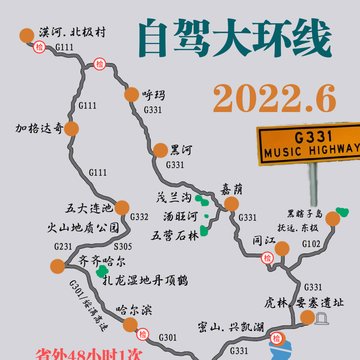 自驾大环线
2022.6
漠河.北极村
检
G111
检
呼玛
G331
G111
加格达奇
黑河
G331
G331
MUSIC HIGHWAY
G111
茂兰沟
嘉荫
汤旺河
五营石林
G331
黑瞎子岛
抚远.东极
同江
G102
五大连池
火山地质公园
G332
S305
G231
齐齐哈尔
扎龙湿地丹顶鹤
G301/绥满高速
哈尔滨
检
G331
虎林.要塞遗址
检
密山.兴凯湖
G301
G331
检
省外48小时1次